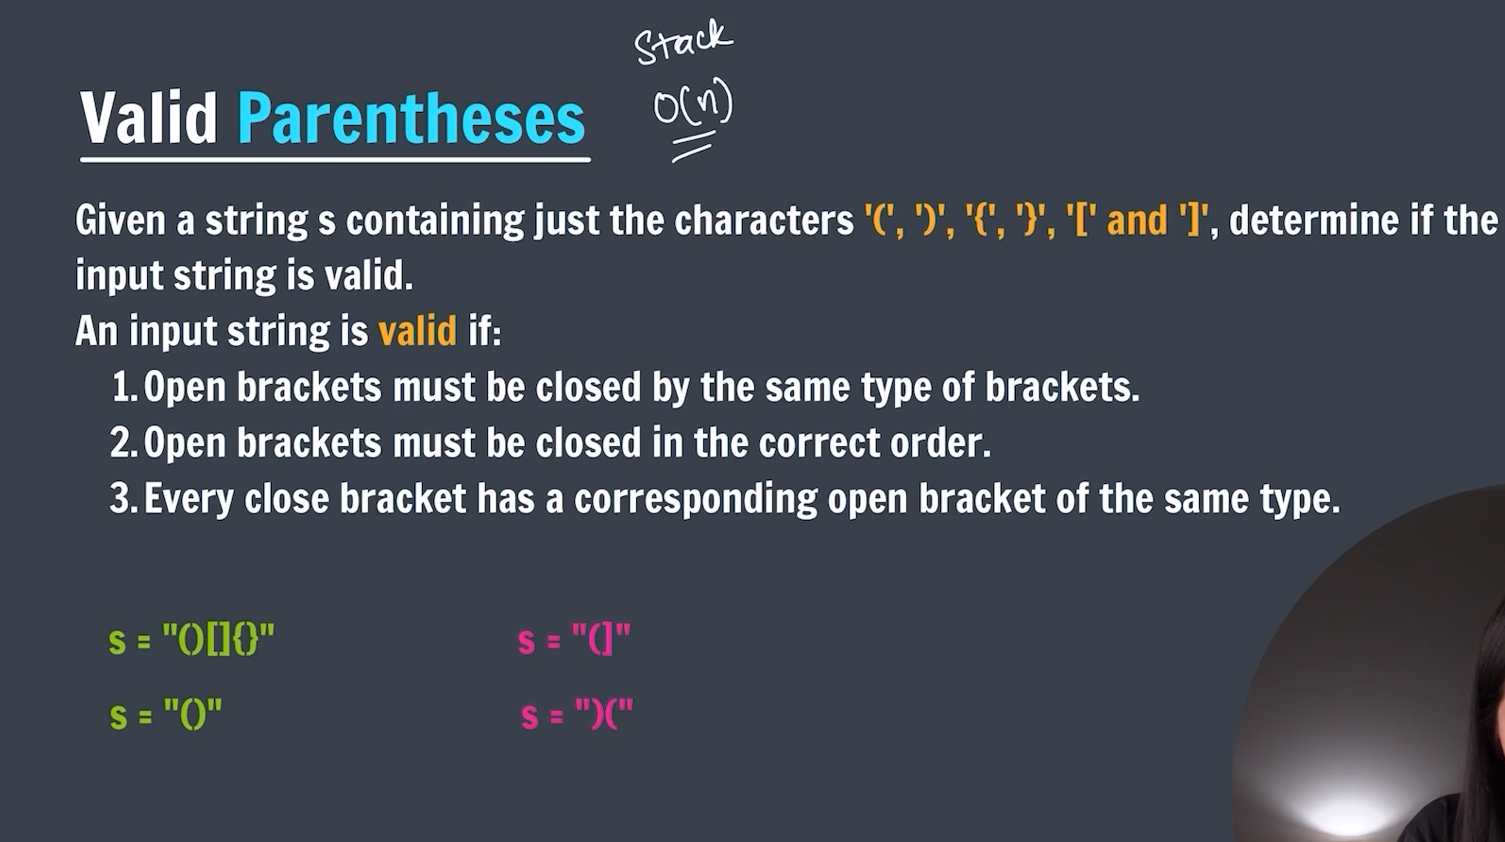 Stack
O(n)
Valid Parentheses
Given a string s containing just the characters '(', ')', '{', '}', '[' and ']', determine if the
input string is valid.
An input string is valid if:
1. Open brackets must be closed by the same type of brackets.
2. Open brackets must be closed in the correct order.
3. Every close bracket has a corresponding open bracket of the same type.
s = "()[]{}"
s = "(]"
s = "()"
s = ")("